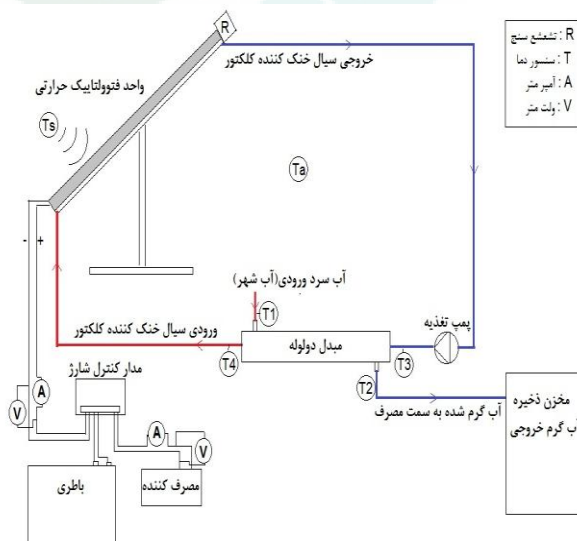 R
خروجی سیال خنک کننده کلکتور
R : تشعشع سنج
T : سنسور دما
A : آمپر متر
V : ولت متر
واحد فتوولتاییک حرارتی
Ts
Ta
- +
آب سرد ورودی(آب شهر)
T1
ورودی سیال خنک کننده کلکتور
مبدل دولوله
پمپ تغذیه
T4
T3
T2
مدار کنترل شارژ
آب گرم شده به سمت مصرف
مخزن ذخیره
آب گرم خروجی
A
V
A
V
باطری
مصرف کننده